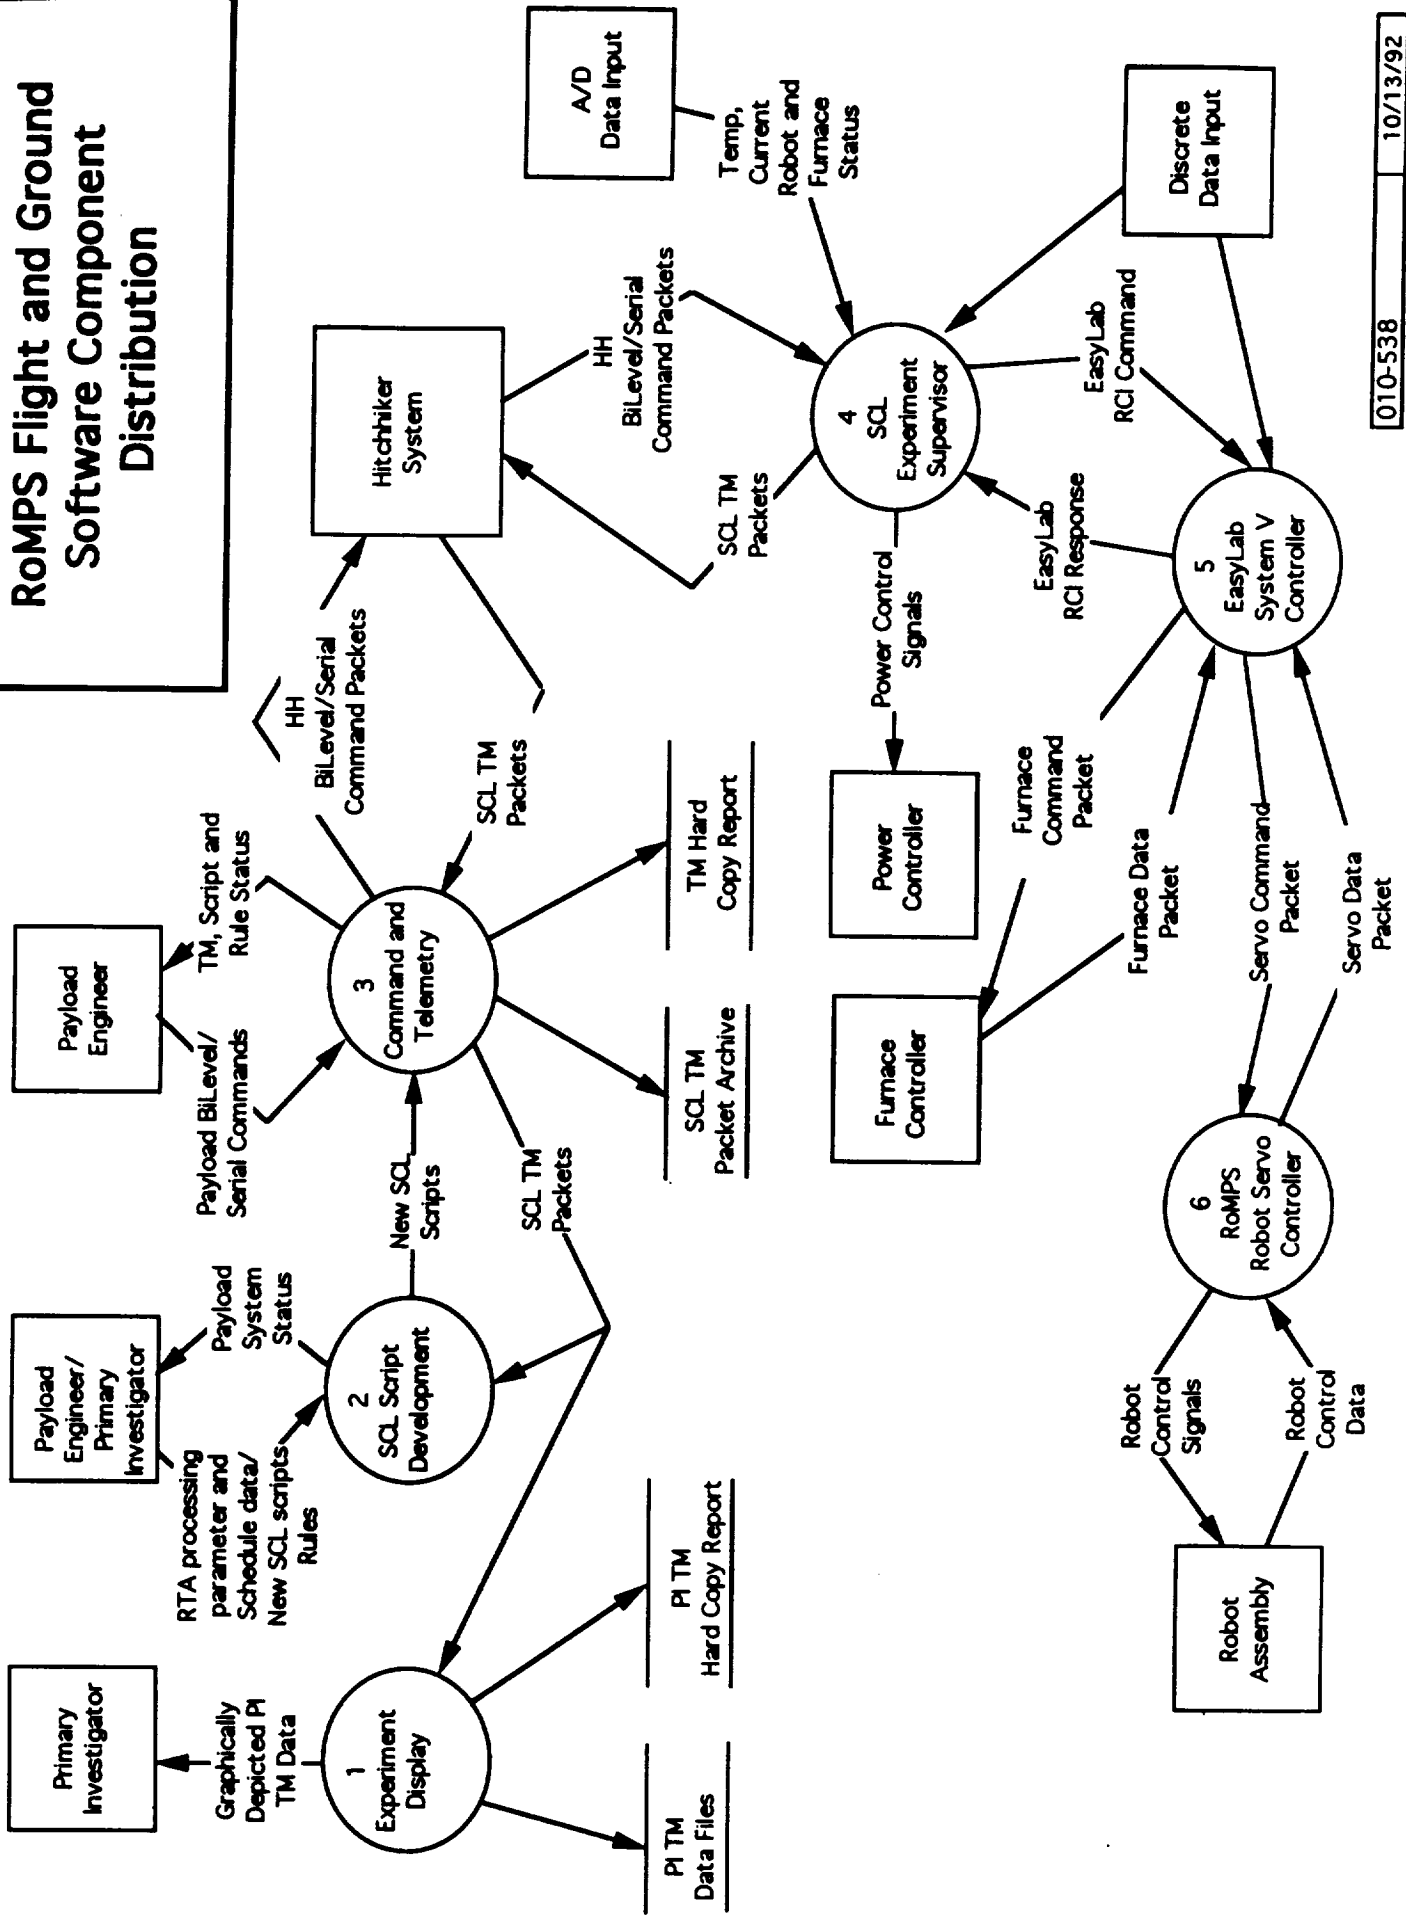 RoMPS Flight and Ground
Software Component
Distribution
Primary
Investigator
Payload
Engineer/
Primary
Investigator
Payload
Engineer
Graphically
Depicted PI
TM Data
RTA processing
parameter and
Schedule data/
New SCL scripts
Rules
Payload
System
Status
Payload BiLevel/
Serial Commands
TM, Script and
Rule Status
HH
BiLevel/Serial
Command Packets
Hitchhiker
System
A/D
Data Input
1
Experiment
Display
2
SCL Script
Development
New SCL
Scripts
3
Command and
Telemetry
SCL TM
Packets
SCL TM
Packets
HH
BiLevel/Serial
Command Packets
Temp,
Current
Robot and
Furnace
Status
PI TM
Data Files
PI TM
Hard Copy Report
SCL TM
Packet Archive
TM Hard
Copy Report
SCL TM
Packets
4
SCL
Experiment
Supervisor
Power Control
Signals
Power
Controller
Furnace
Controller
Furnace
Command
Packet
EasyLab
RCI Response
EasyLab
RCI Command
Discrete
Data Input
Furnace Data
Packet
5
EasyLab
System V
Controller
Servo Command
Packet
Servo Data
Packet
6
RoMPS
Robot Servo
Controller
Robot
Control
Signals
Robot
Control
Data
Robot
Assembly
010-538
10/13/92